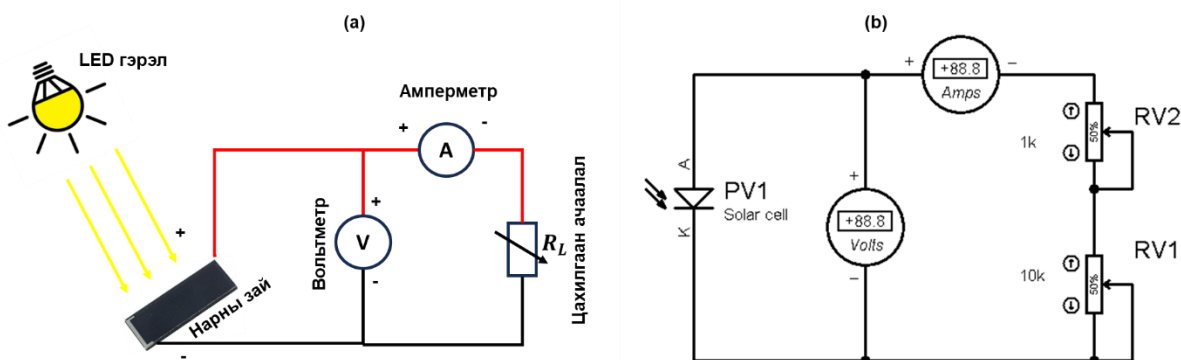 (a)
LED гэрэл
Амперметр
+
-
A
Вольтметр
+
V
-
R_L
Цахилгаан ачаалал
+
Нарны зай
-
(b)
+
+88.8
Amps
−
A
PV1
Solar cell
K
+
+88.8
Volts
−
1k
50%
RV2
10k
50%
RV1